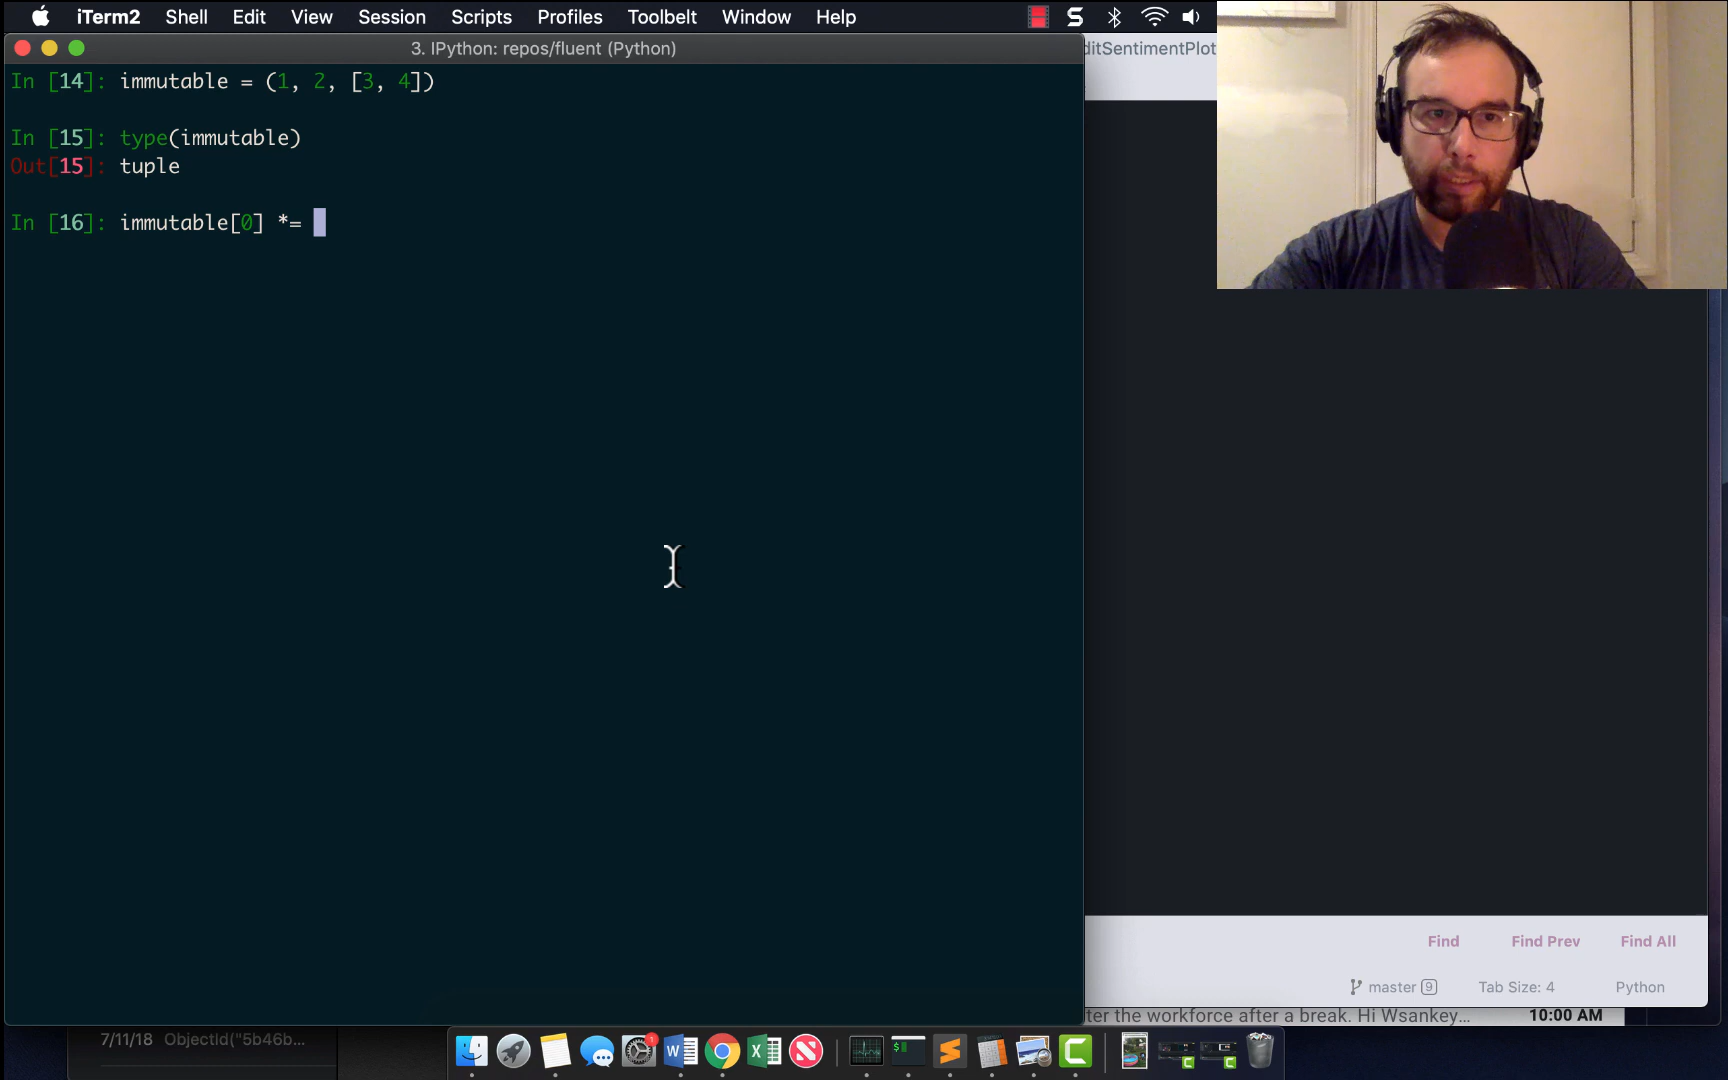 iTerm2 Shell Edit View Session Scripts Profiles Toolbelt Window Help
3. IPython: repos/fluent (Python)
ditSentimentPlot
In [14]: immutable = (1, 2, [3, 4])
In [15]: type(immutable)
Out[15]: tuple
In [16]: immutable[0] *=
Find Find Prev Find All
master 9 Tab Size: 4 Python
ter the workforce after a break. Hi Wsankey... 10:00 AM
7/11/18 ObjectId("5b46b...